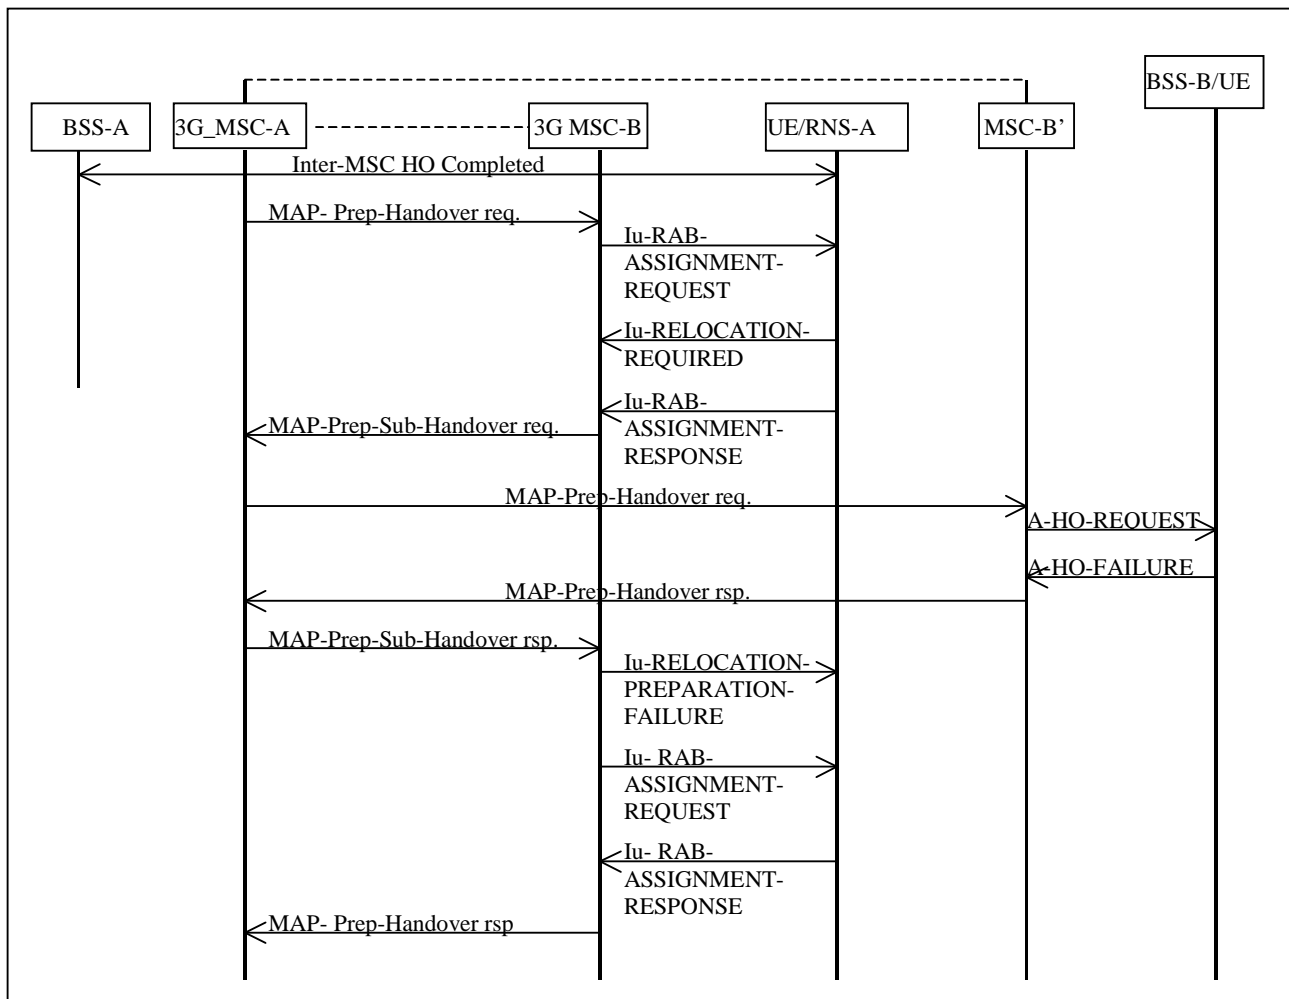 BSS-B/UE
BSS-A
3G_MSC-A
3G MSC-B
UE/RNS-A
MSC-B’
Inter-MSC HO Completed
MAP- Prep-Handover req.
Iu-RAB-
ASSIGNMENT-
REQUEST
Iu-RELOCATION-
REQUIRED
Iu-RAB-
ASSIGNMENT-
RESPONSE
MAP-Prep-Sub-Handover req.
MAP-Prep-Handover req.
A-HO-REQUEST
A-HO-FAILURE
MAP-Prep-Handover rsp.
MAP-Prep-Sub-Handover rsp.
Iu-RELOCATION-
PREPARATION-
FAILURE
Iu- RAB-
ASSIGNMENT-
REQUEST
Iu- RAB-
ASSIGNMENT-
RESPONSE
MAP- Prep-Handover rsp